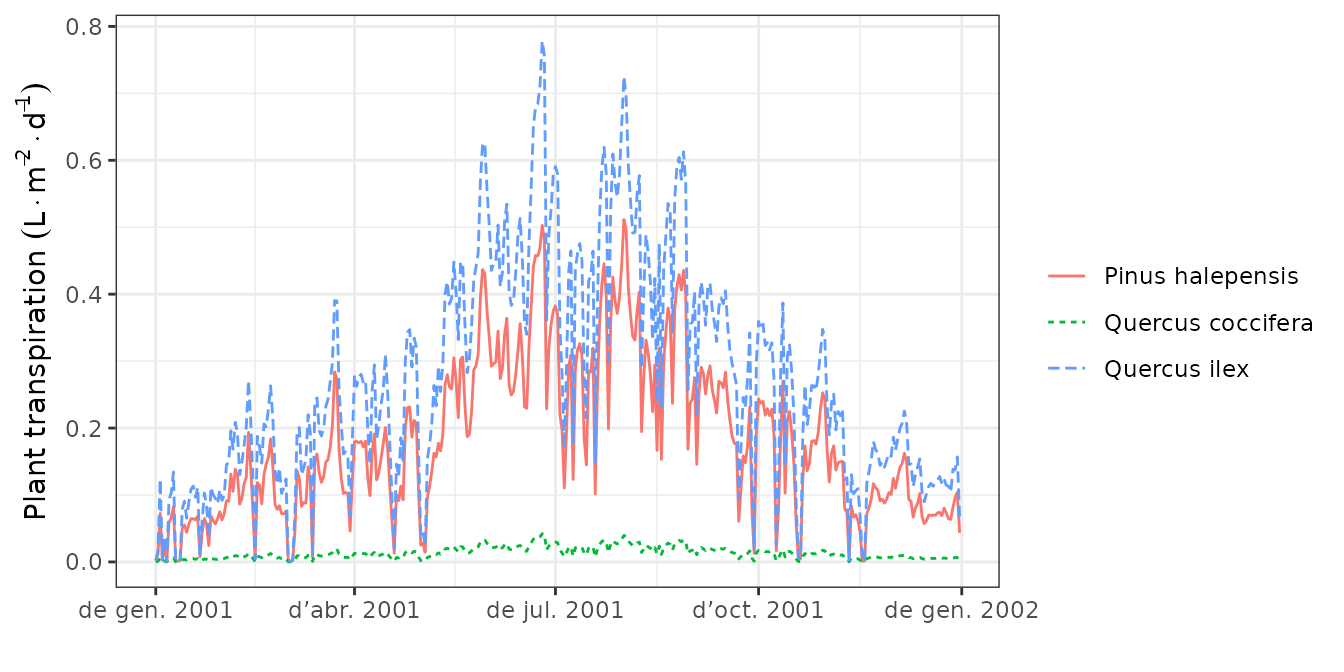 Plant transpiration (L · m⁻² · d⁻¹)
0.8
0.6
0.4
0.2
0.0
de gen. 2001
d’abr. 2001
de jul. 2001
d’oct. 2001
de gen. 2002
Pinus halepensis
Quercus coccifera
Quercus ilex